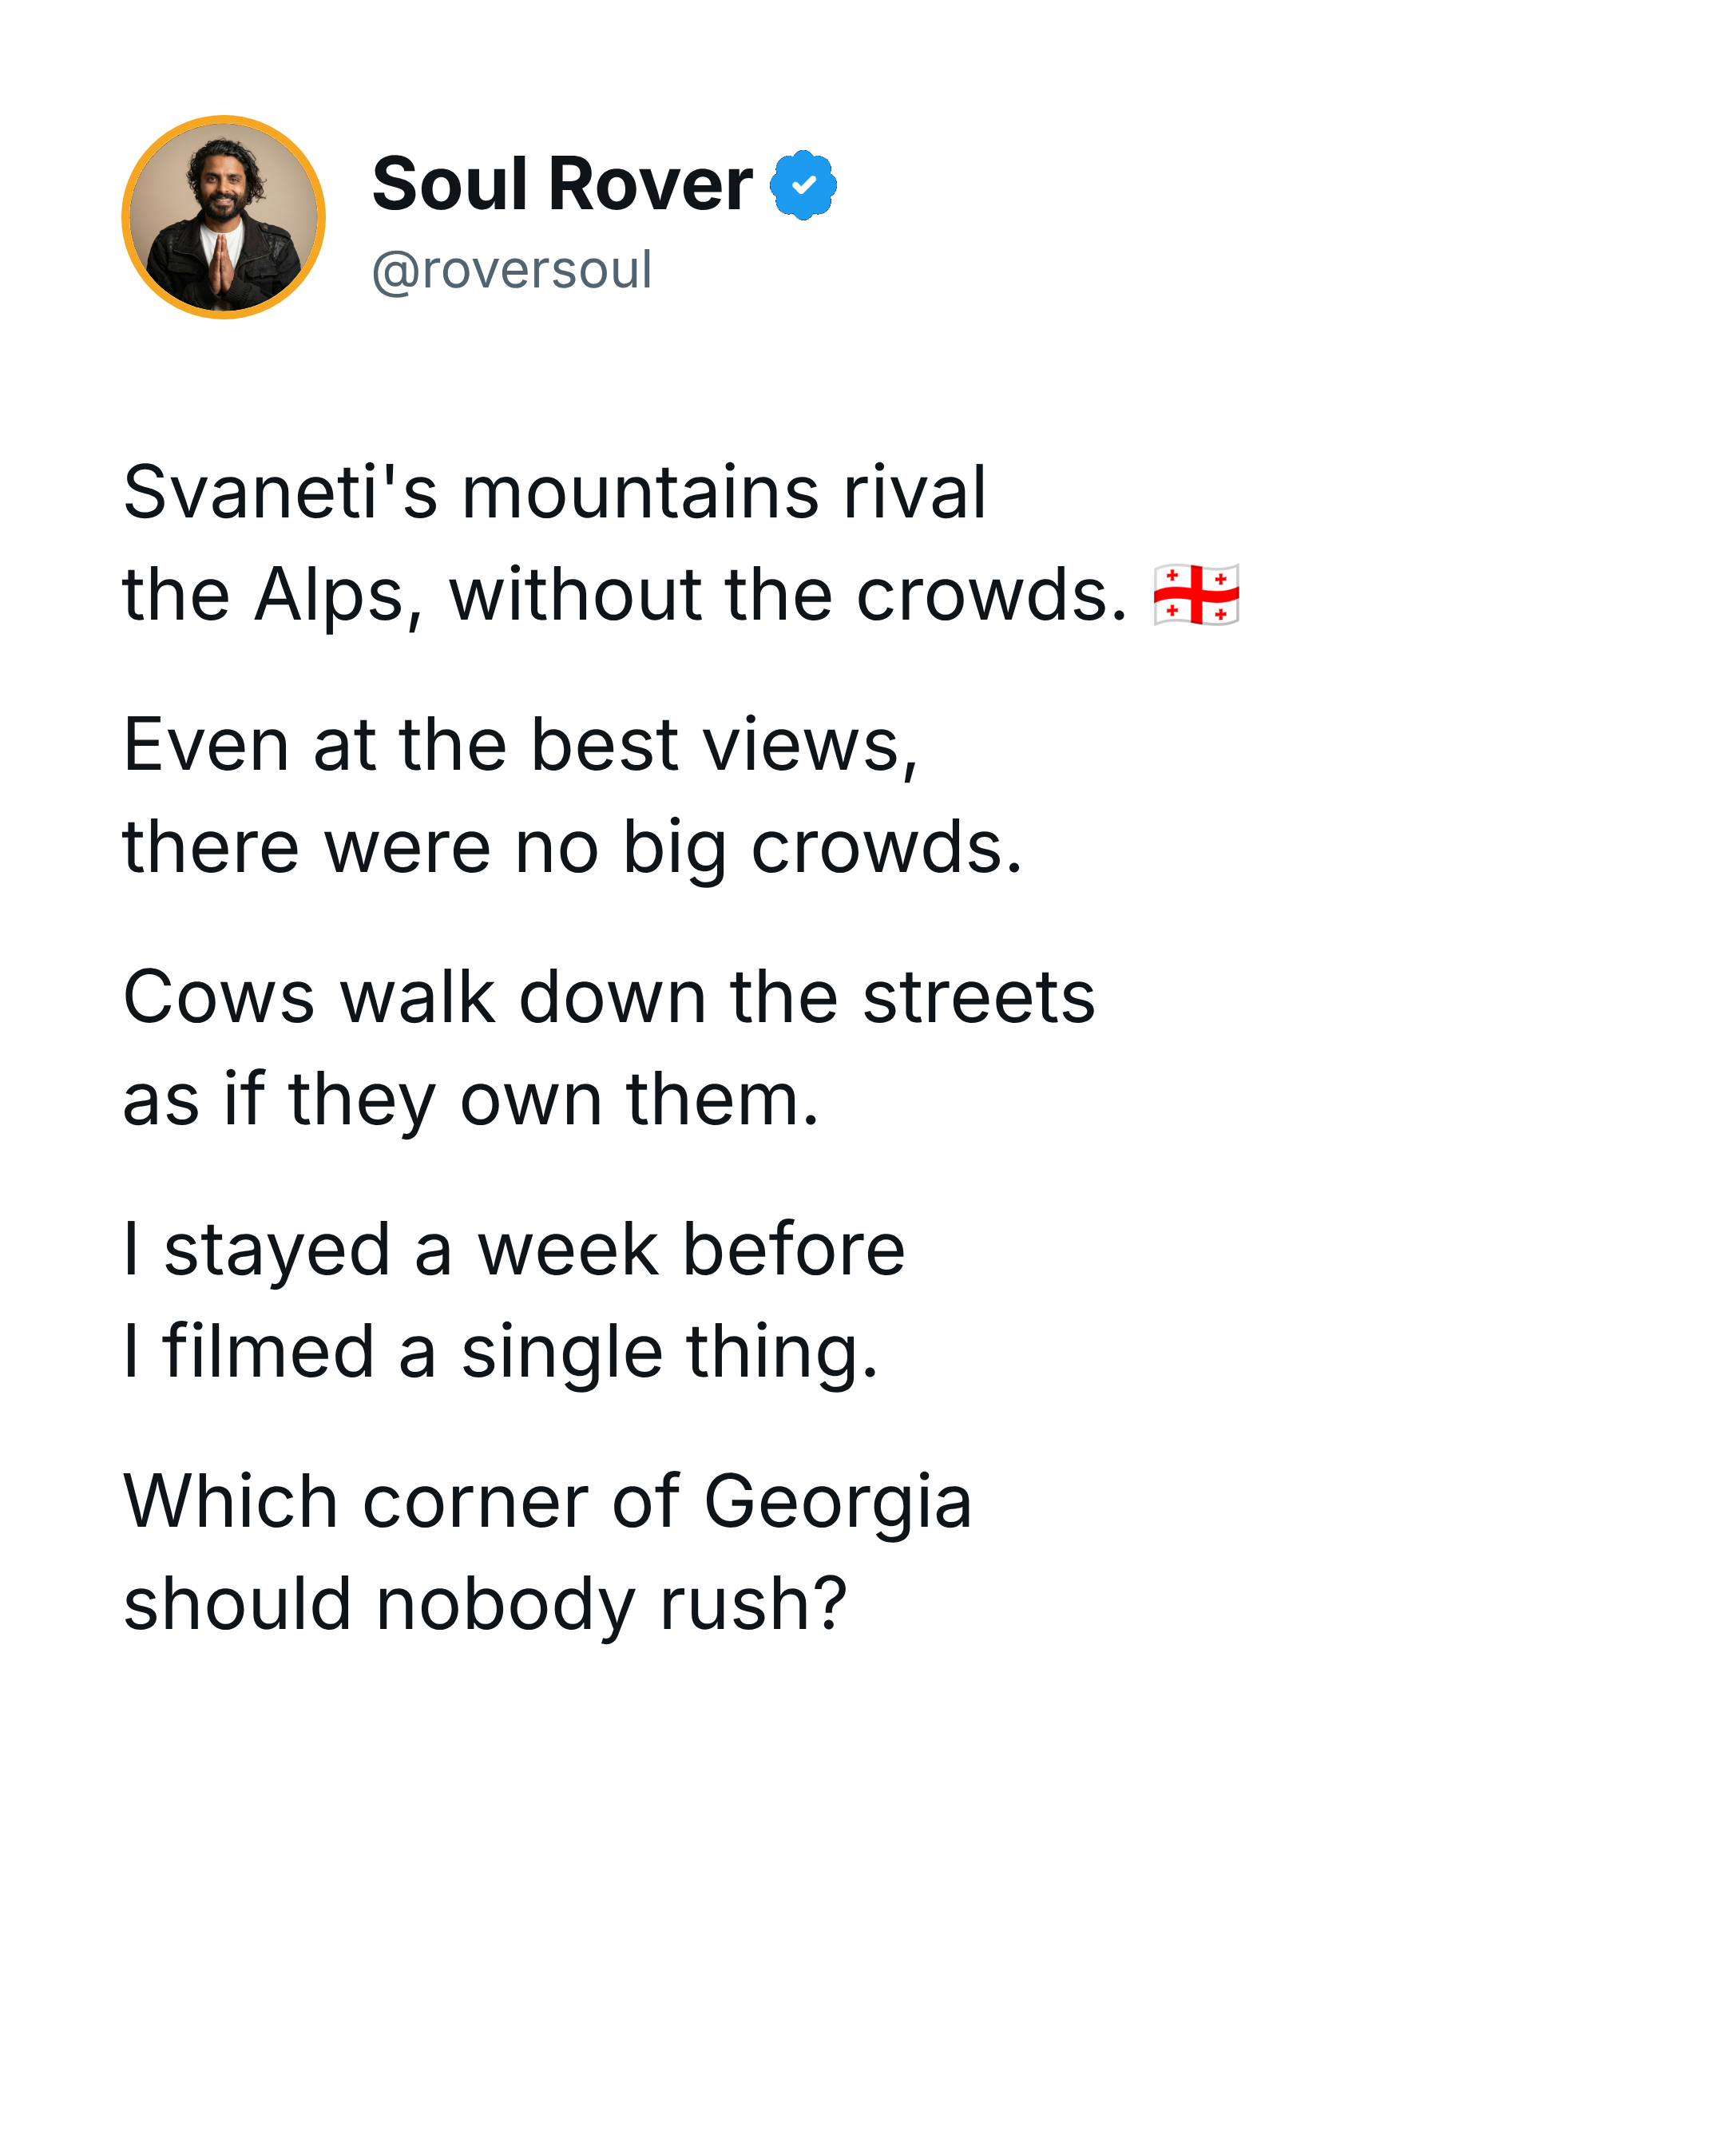 Soul Rover
@roversoul
Svaneti's mountains rival
the Alps, without the crowds. 🇬🇪
Even at the best views,
there were no big crowds.
Cows walk down the streets
as if they own them.
I stayed a week before
I filmed a single thing.
Which corner of Georgia
should nobody rush?